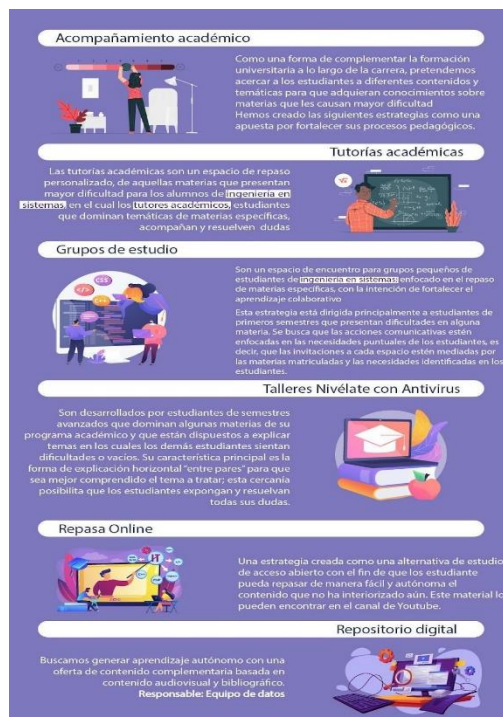 Acompañamiento académico
Como una forma de complementar la formación
universitaria a lo largo de la carrera, pretendemos
acercar a los estudiantes a diferentes contenidos y
temáticas para que adquieran conocimientos sobre
materias que les causan mayor dificultad
Hemos creado las siguientes estrategias como una
apuesta por fortalecer sus procesos pedagógicos.
Tutorías académicas
Las tutorías académicas son un espacio de repaso
personalizado, de aquellas materias que presentan
mayor dificultad para los alumnos de ingenieria en
sistemas, en el cual los tutores académicos, estudiantes
que dominan temáticas de materias específicas,
acompañan y resuelven dudas
Grupos de estudio
Son un espacio de encuentro para grupos pequeños de
estudiantes de ingenieria en sistemas enfocado en el repaso
de materias específicas, con la intención de fortalecer el
aprendizaje colaborativo
Esta estrategia está dirigida principalmente a estudiantes de
primeros semestres que presentan dificultades en alguna
materia. Se busca que las acciones comunicativas estén
enfocadas en las necesidades puntuales de los estudiantes, es
decir, que las invitaciones a cada espacio estén mediadas por
las materias matriculadas y las necesidades identificadas en los
estudiantes.
CSS
</>
Talleres Nivélate con Antivirus
Son desarrollados por estudiantes de semestres
avanzados que dominan algunas materias de su
programa académico y que están dispuestos a explicar
temas en los cuales los demás estudiantes sientan
dificultades o vacíos. Su característica principal es la
forma de explicación horizontal "entre pares" para que
sea mejor comprendido el tema a tratar; esta cercanía
posibilita que los estudiantes expongan y resuelvan
todas sus dudas.
Repasa Online
Una estrategia creada como una alternativa de estudio
de acceso abierto con el fin de que los estudiante
pueda repasar de manera fácil y autónoma el
contenido que no ha interiorizado aún. Este material lo
pueden encontrar en el canal de Youtube.
Repositorio digital
Buscamos generar aprendizaje autónomo con una
oferta de contenido complementaria basada en
contenido audiovisual y bibliográfico.
Responsable: Equipo de datos